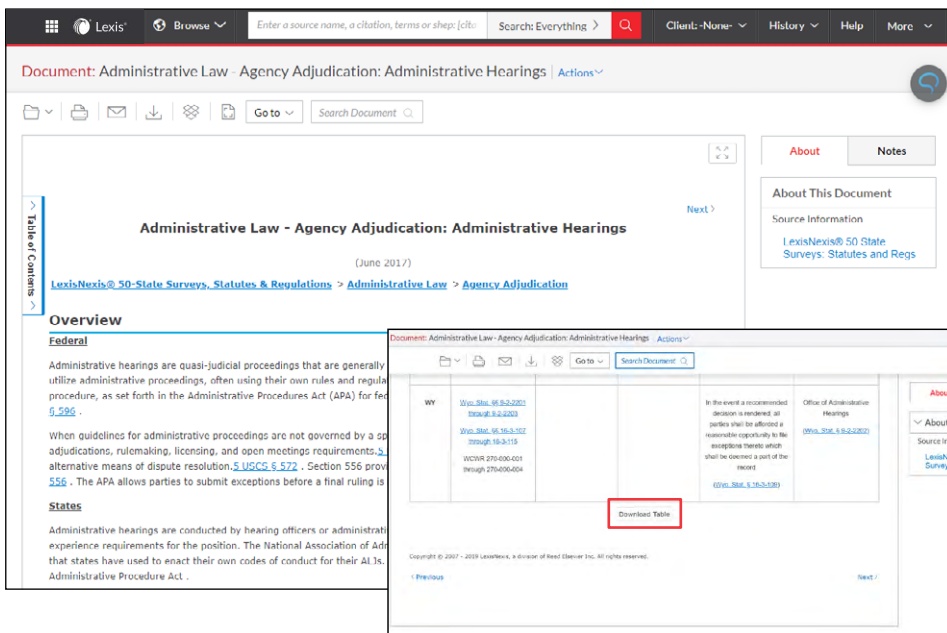 Lexis®
Browse
Enter a source name, a citation, terms or shep: [cita
Search: Everything
Client: -None-
History
Help
More
Document: Administrative Law - Agency Adjudication: Administrative Hearings | Actions
Go to
Search Document
About
Notes
About This Document
Source Information
LexisNexis® 50 State
Surveys: Statutes and Regs
Table of Contents
Next
Administrative Law - Agency Adjudication: Administrative Hearings
(June 2017)
LexisNexis® 50-State Surveys, Statutes & Regulations > Administrative Law > Agency Adjudication
Overview
Federal
Administrative hearings are quasi-judicial proceedings that are generally
utilize administrative proceedings, often using their own rules and regula
procedure, as set forth in the Administrative Procedures Act (APA) for fed
§ 596 .
When guidelines for administrative proceedings are not governed by a sp
adjudications, rulemaking, licensing, and open meetings requirements.5
alternative means of dispute resolution.5 USCS § 572 . Section 556 provi
556 . The APA allows parties to submit exceptions before a final ruling is
States
Administrative hearings are conducted by hearing officers or administrati
experience requirements for the position. The National Association of Adr
that states have used to enact their own codes of conduct for their ALJs.
Administrative Procedure Act .
Document: Administrative Law - Agency Adjudication: Administrative Hearings | Actions
Go to
Search Document
WY
Wyo. Stat. §§ 9-2-2201
through 9-2-2203
Wyo. Stat. §§ 16-3-107
through 16-3-115
WCWR 270-000-001
through 270-000-004
In the event a recommended
decision is rendered, all
parties shall be afforded a
reasonable opportunity to file
exceptions thereto which
shall be deemed a part of the
record
(Wyo. Stat. § 16-3-109)
Office of Administrative
Hearings
(Wyo. Stat. § 9-2-2202)
Abou
About
Source In
LexisN
Survey
Download Table
Copyright © 2007 - 2019 LexisNexis, a division of Reed Elsevier Inc. All rights reserved.
Previous
Next